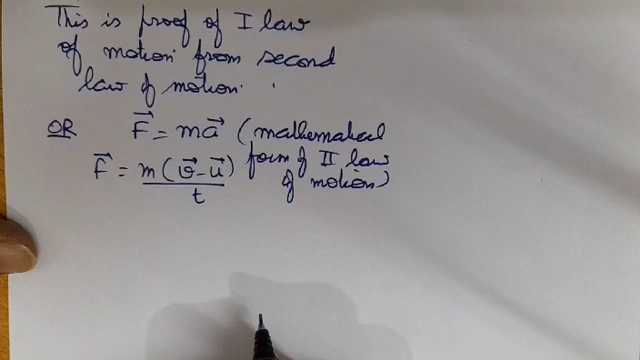 This is proof of I law
of motion from second
law of motion.
OR F⃗ = ma⃗ (mathematical
form of II law
of motion)
F⃗ = m(v⃗ - u⃗)
t